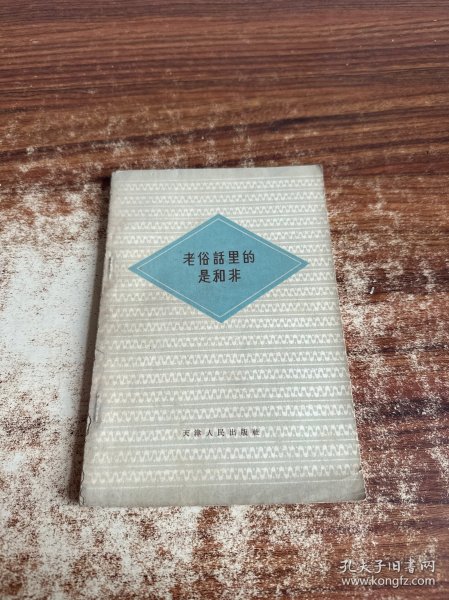 老俗話里的
是和非
天津人民出版社
孔夫子旧书网
www.kongfz.com